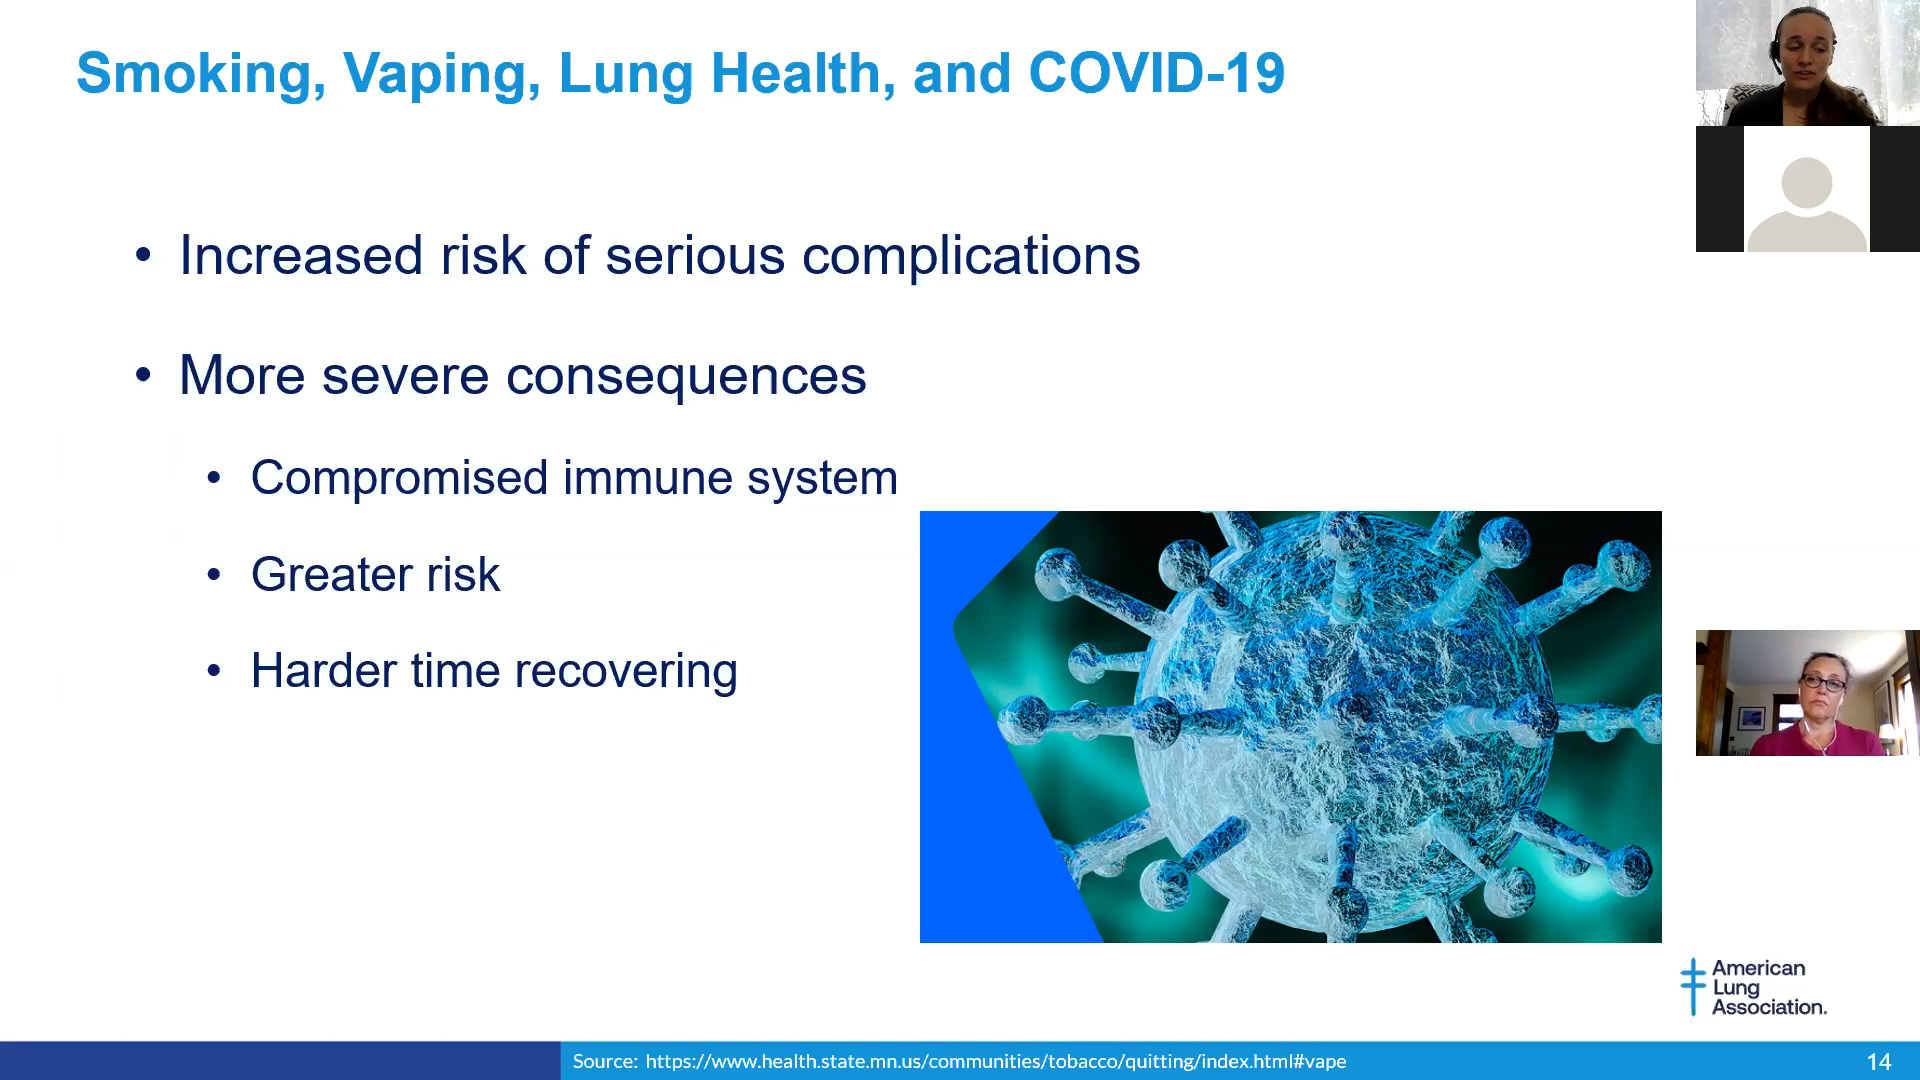 Smoking, Vaping, Lung Health, and COVID-19
• Increased risk of serious complications
• More severe consequences
• Compromised immune system
• Greater risk
• Harder time recovering
American
Lung
Association.
Source: https://www.health.state.mn.us/communities/tobacco/quitting/index.html#vape
14